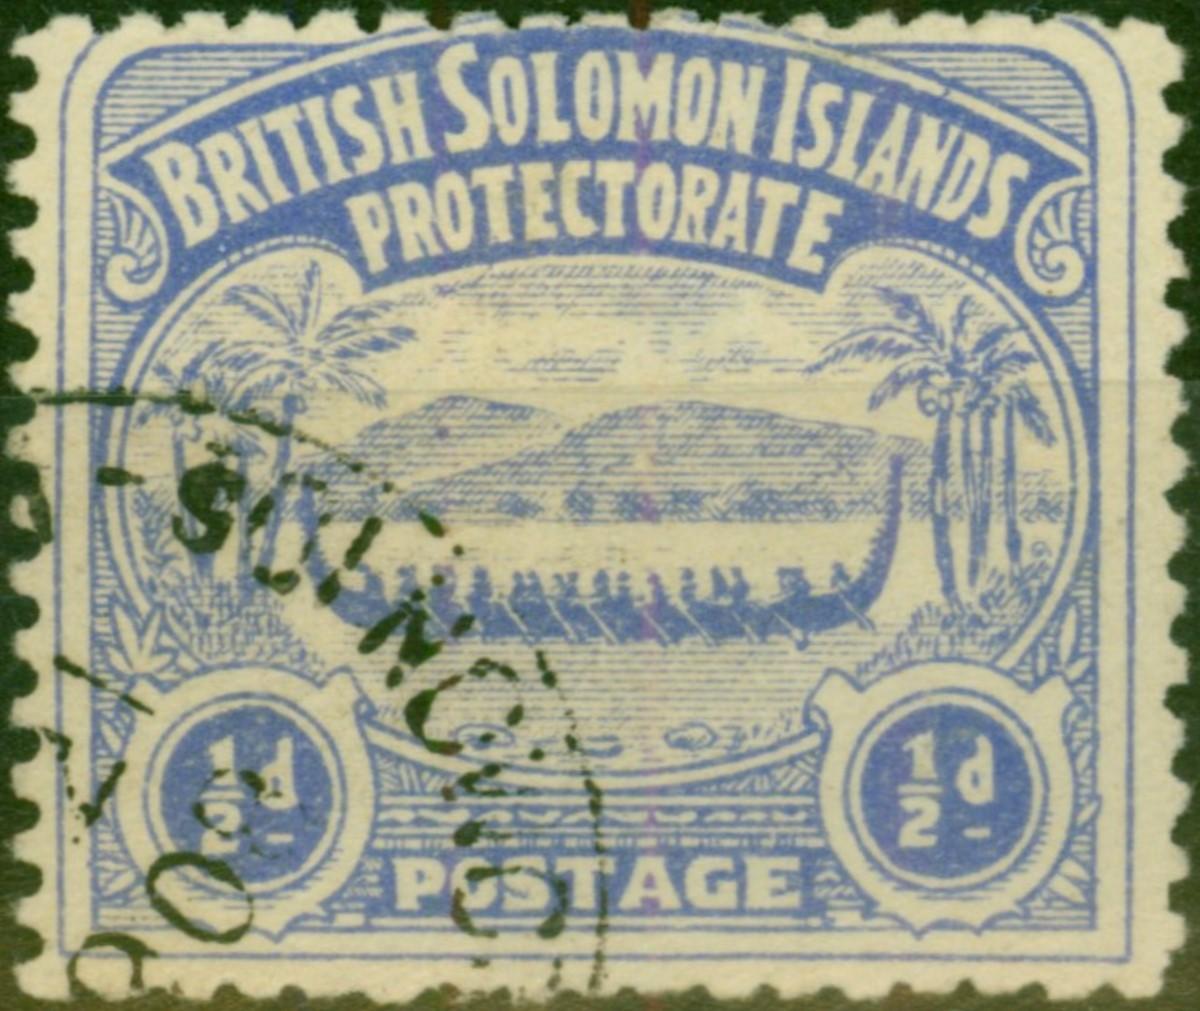 BRITISH SOLOMON ISLANDS
PROTECTORATE
½d
½d
POSTAGE